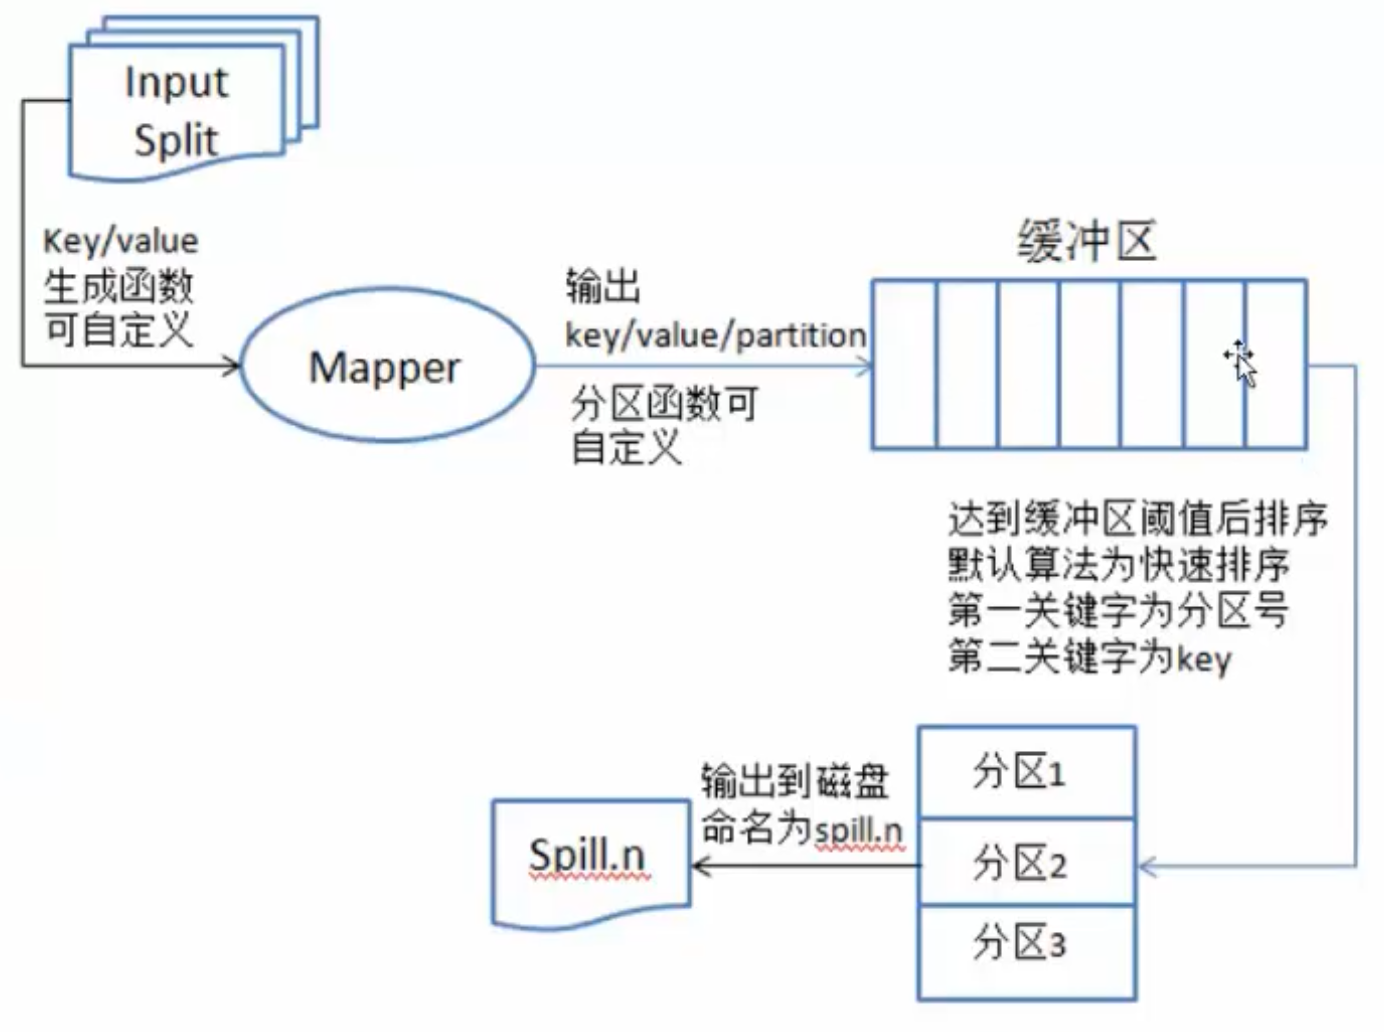 Input
Split
Key/value
生成函数
可自定义
Mapper
输出
key/value/partition
分区函数可
自定义
缓冲区
达到缓冲区阈值后排序
默认算法为快速排序
第一关键字为分区号
第二关键字为key
分区1
分区2
分区3
输出到磁盘
命名为spill.n
Spill.n